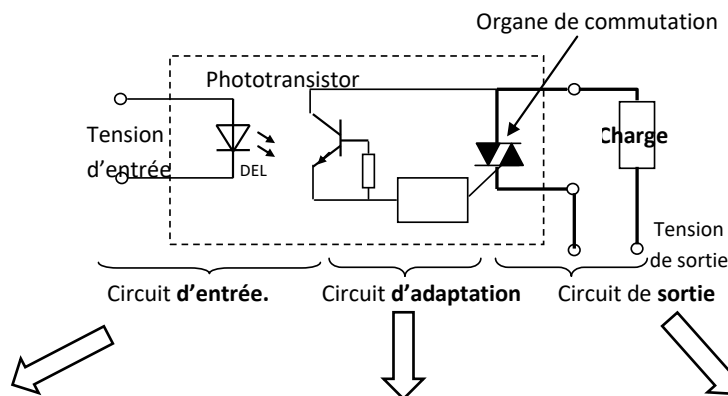 Organe de commutation
Phototransistor
Tension
d’entrée
DEL
Charge
Tension
de sortie
Circuit d’entrée.
Circuit d’adaptation
Circuit de sortie